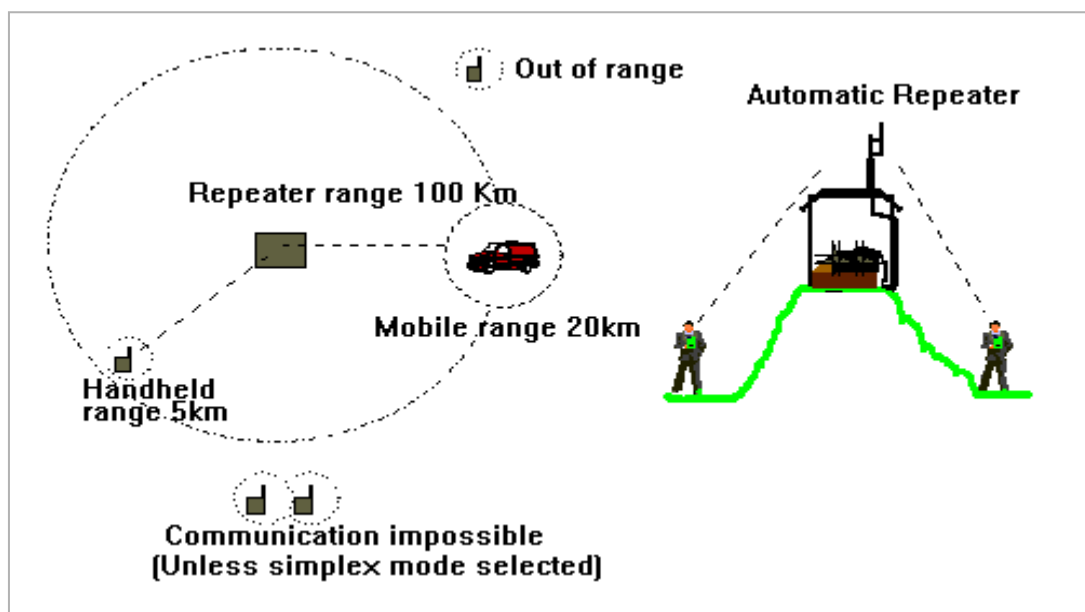 Out of range
Automatic Repeater
Repeater range 100 Km
Mobile range 20km
Handheld
range 5km
Communication impossible
(Unless simplex mode selected)